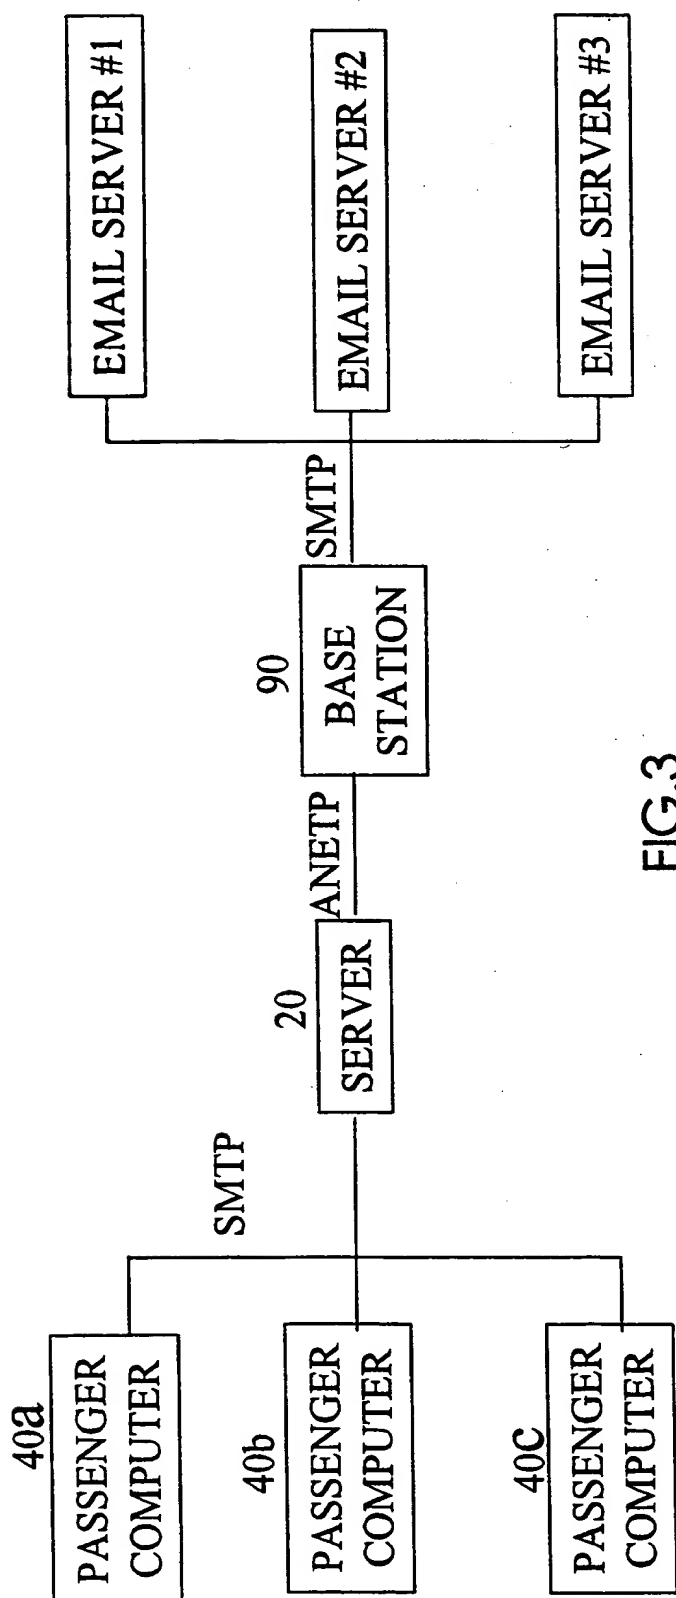 40a
PASSENGER
COMPUTER
40b
PASSENGER
COMPUTER
40c
PASSENGER
COMPUTER
SMTP
20
SERVER
ANETP
90
BASE
STATION
SMTP
EMAIL SERVER #1
EMAIL SERVER #2
EMAIL SERVER #3
FIG.3